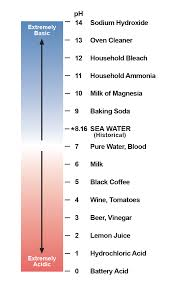 pH
Extremely
Basic
14 Sodium Hydroxide
13 Oven Cleaner
12 Household Bleach
11 Household Ammonia
10 Milk of Magnesia
9 Baking Soda
*8.16 SEA WATER
(Historical)
7 Pure Water, Blood
6 Milk
5 Black Coffee
4 Wine, Tomatoes
3 Beer, Vinegar
2 Lemon Juice
1 Hydrochloric Acid
Extremely
Acidic
0 Battery Acid